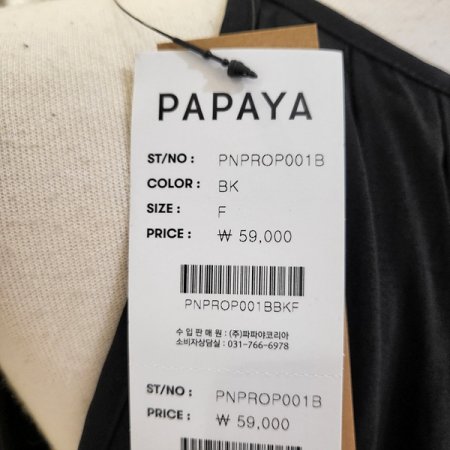 PAPAYA
ST/NO : PNPROP001B
COLOR : BK
SIZE : F
PRICE : ₩ 59,000
PNPROP001BBKF
수 입 판 매 원 : (주)파파야코리아
소비자상담실 : 031-766-6978
ST/NO : PNPROP001B
PRICE : ₩ 59,000